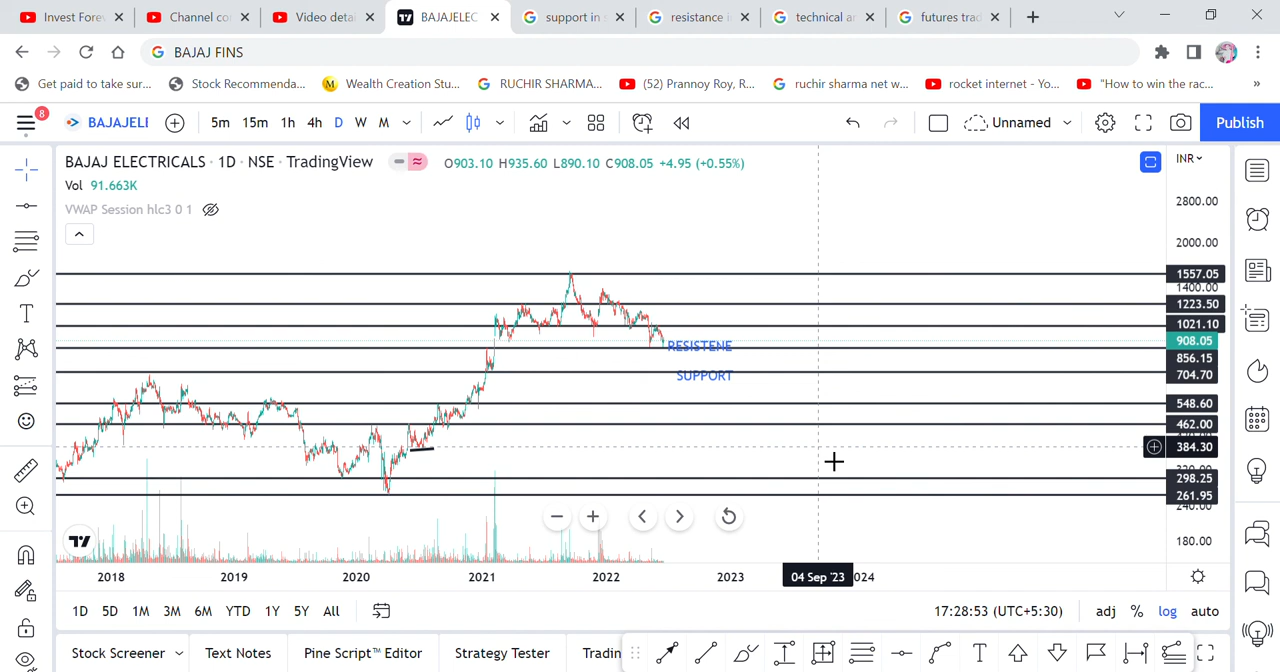 Invest Forev
Channel co
Video detai
BAJAJELEC
support in s
resistance i
technical a
futures trad
BAJAJ FINS
Get paid to take sur...
Stock Recommenda...
M Wealth Creation Stu...
RUCHIR SHARMA...
(52) Prannoy Roy, R...
ruchir sharma net w...
rocket internet - Yo...
"How to win the rac...
»
8
BAJAJELE
5m 15m 1h 4h D W M
Unnamed
Publish
BAJAJ ELECTRICALS · 1D · NSE · TradingView
O903.10 H935.60 L890.10 C908.05 +4.95 (+0.55%)
INR
Vol 91.663K
VWAP Session hlc3 0 1
2800.00
2000.00
1557.05
1400.00
1223.50
1021.10
908.05
RESISTENE
856.15
SUPPORT
704.70
548.60
462.00
384.30
298.25
261.95
240.00
180.00
2018 2019 2020 2021 2022 2023 04 Sep '23 024
1D 5D 1M 3M 6M YTD 1Y 5Y All
17:28:53 (UTC+5:30) adj % log auto
Stock Screener Text Notes Pine Script™ Editor Strategy Tester Tradin